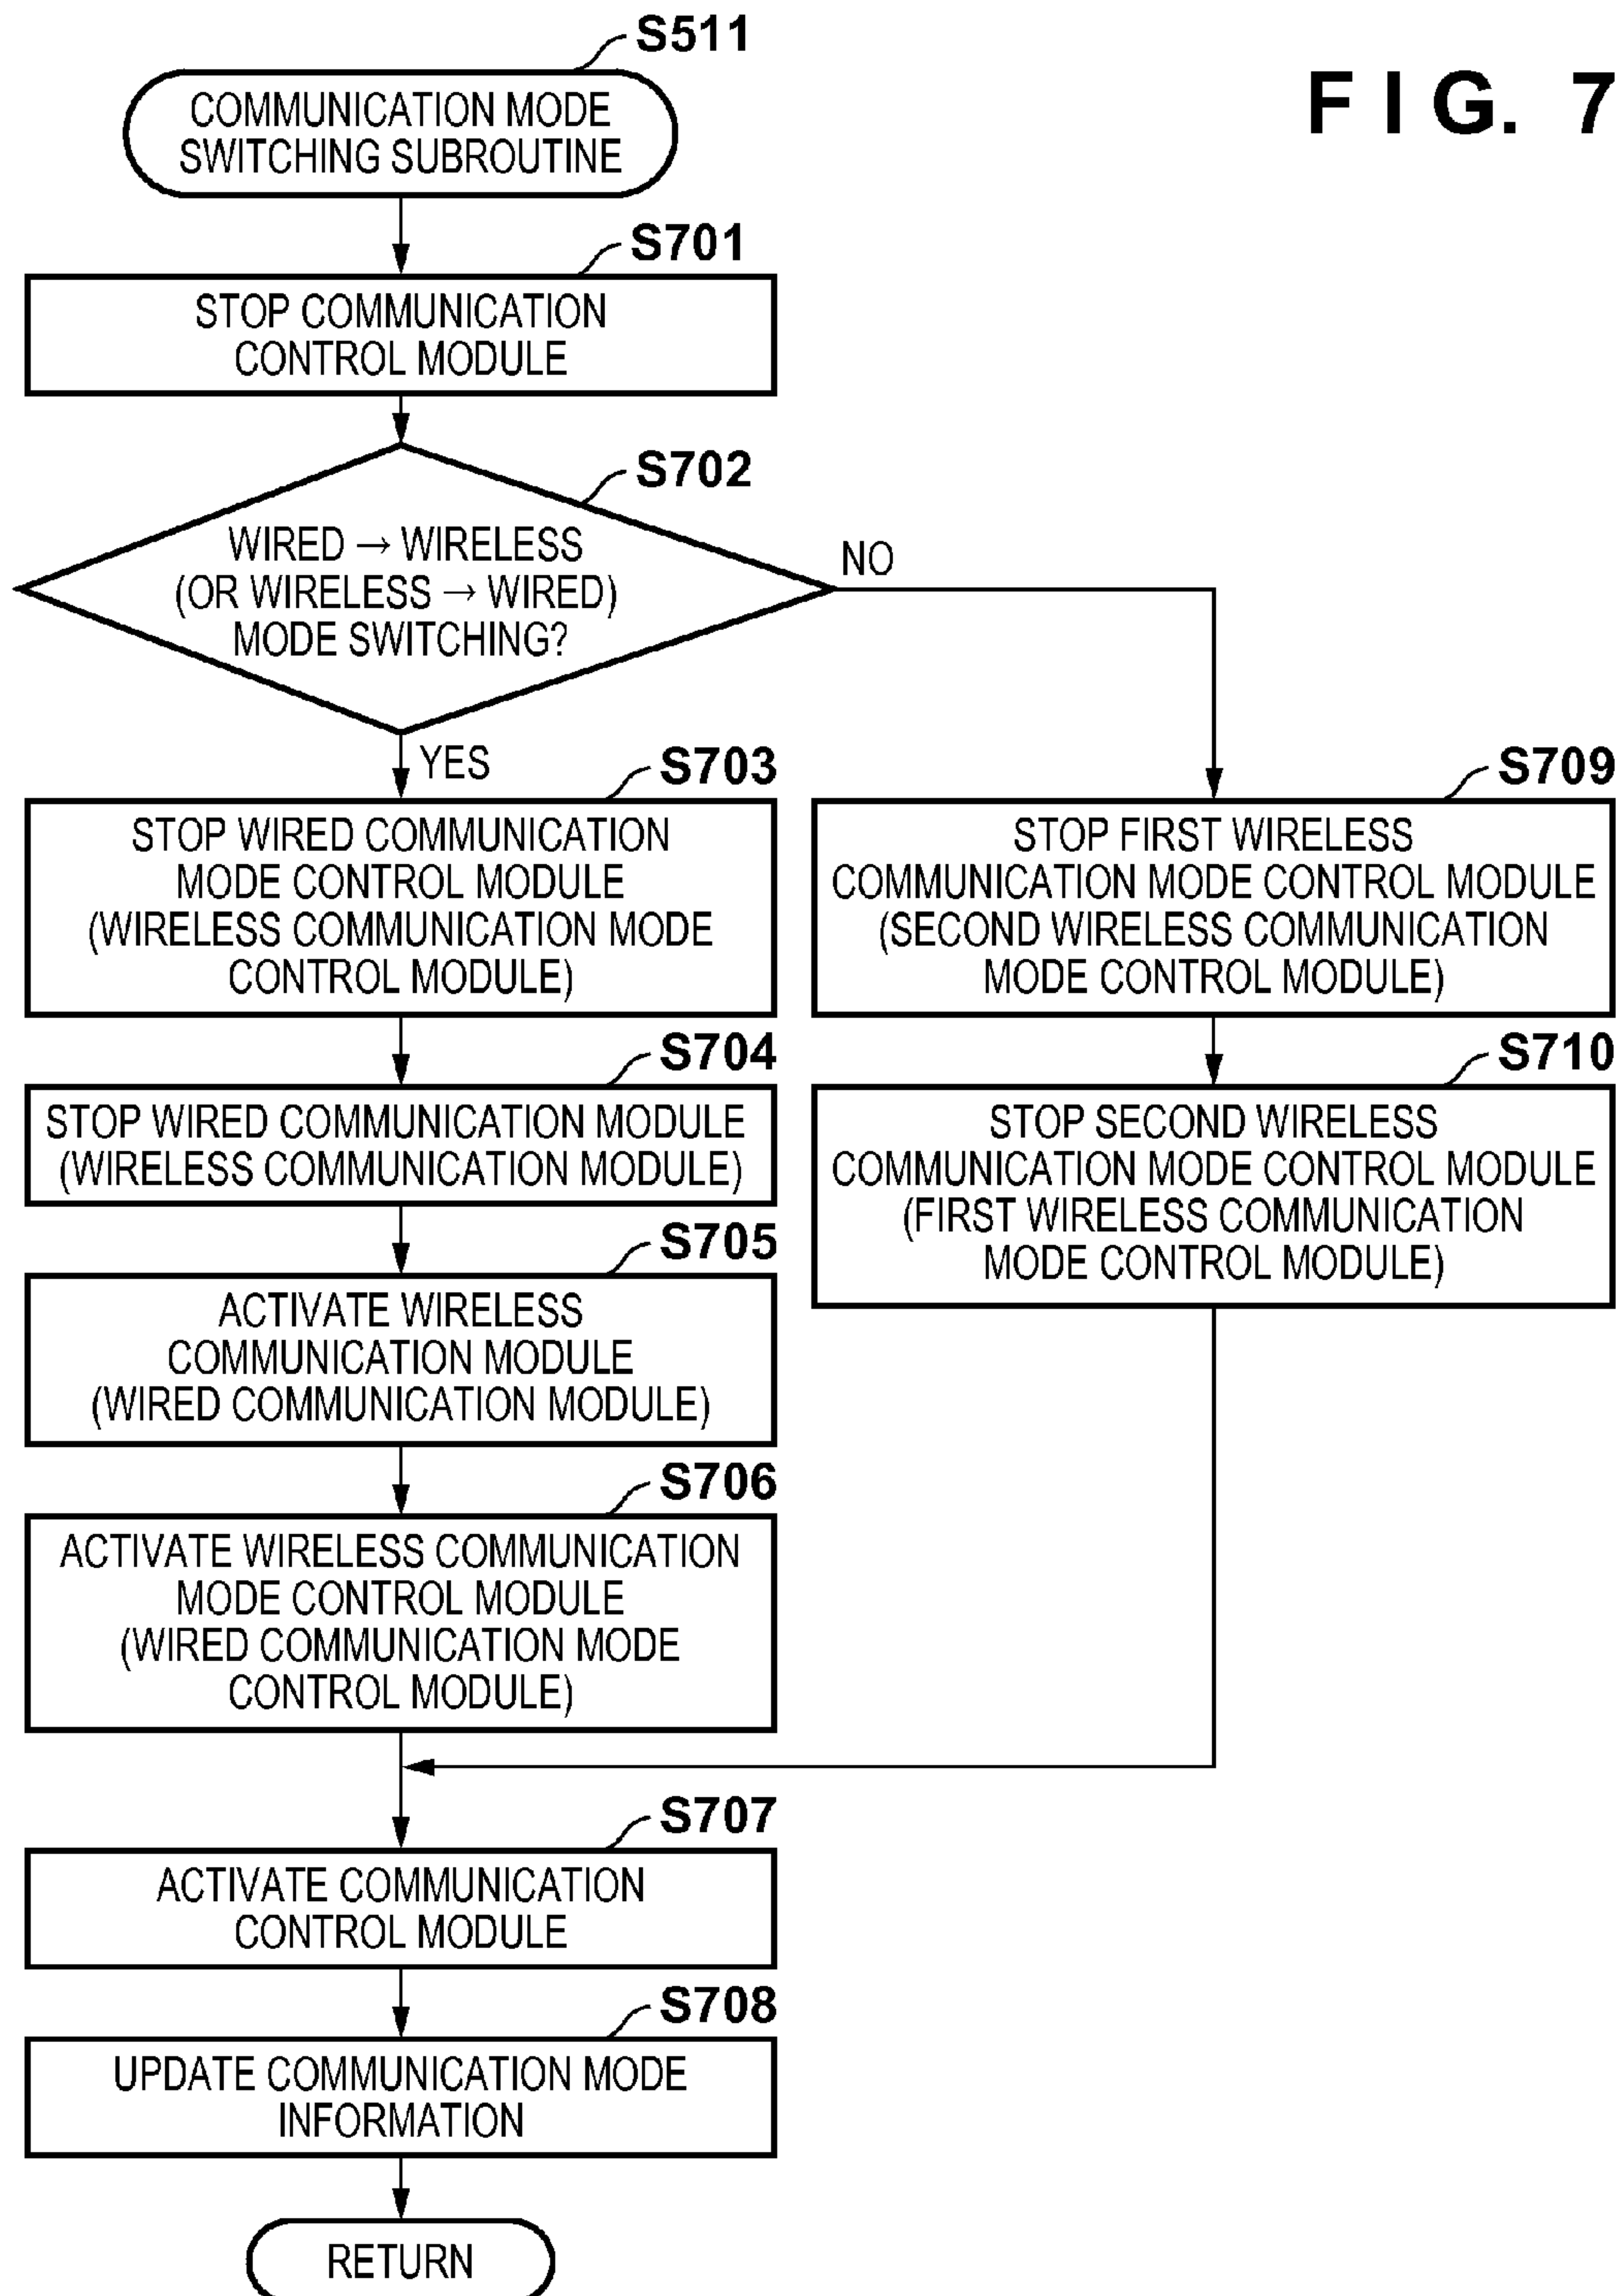 FIG. 7
S511
COMMUNICATION MODE
SWITCHING SUBROUTINE
S701
STOP COMMUNICATION
CONTROL MODULE
S702
WIRED → WIRELESS
(OR WIRELESS → WIRED)
MODE SWITCHING?
NO
YES
S703
STOP WIRED COMMUNICATION
MODE CONTROL MODULE
(WIRELESS COMMUNICATION MODE
CONTROL MODULE)
S709
STOP FIRST WIRELESS
COMMUNICATION MODE CONTROL MODULE
(SECOND WIRELESS COMMUNICATION
MODE CONTROL MODULE)
S704
STOP WIRED COMMUNICATION MODULE
(WIRELESS COMMUNICATION MODULE)
S710
STOP SECOND WIRELESS
COMMUNICATION MODE CONTROL MODULE
(FIRST WIRELESS COMMUNICATION
MODE CONTROL MODULE)
S705
ACTIVATE WIRELESS
COMMUNICATION MODULE
(WIRED COMMUNICATION MODULE)
S706
ACTIVATE WIRELESS COMMUNICATION
MODE CONTROL MODULE
(WIRED COMMUNICATION MODE
CONTROL MODULE)
S707
ACTIVATE COMMUNICATION
CONTROL MODULE
S708
UPDATE COMMUNICATION MODE
INFORMATION
RETURN